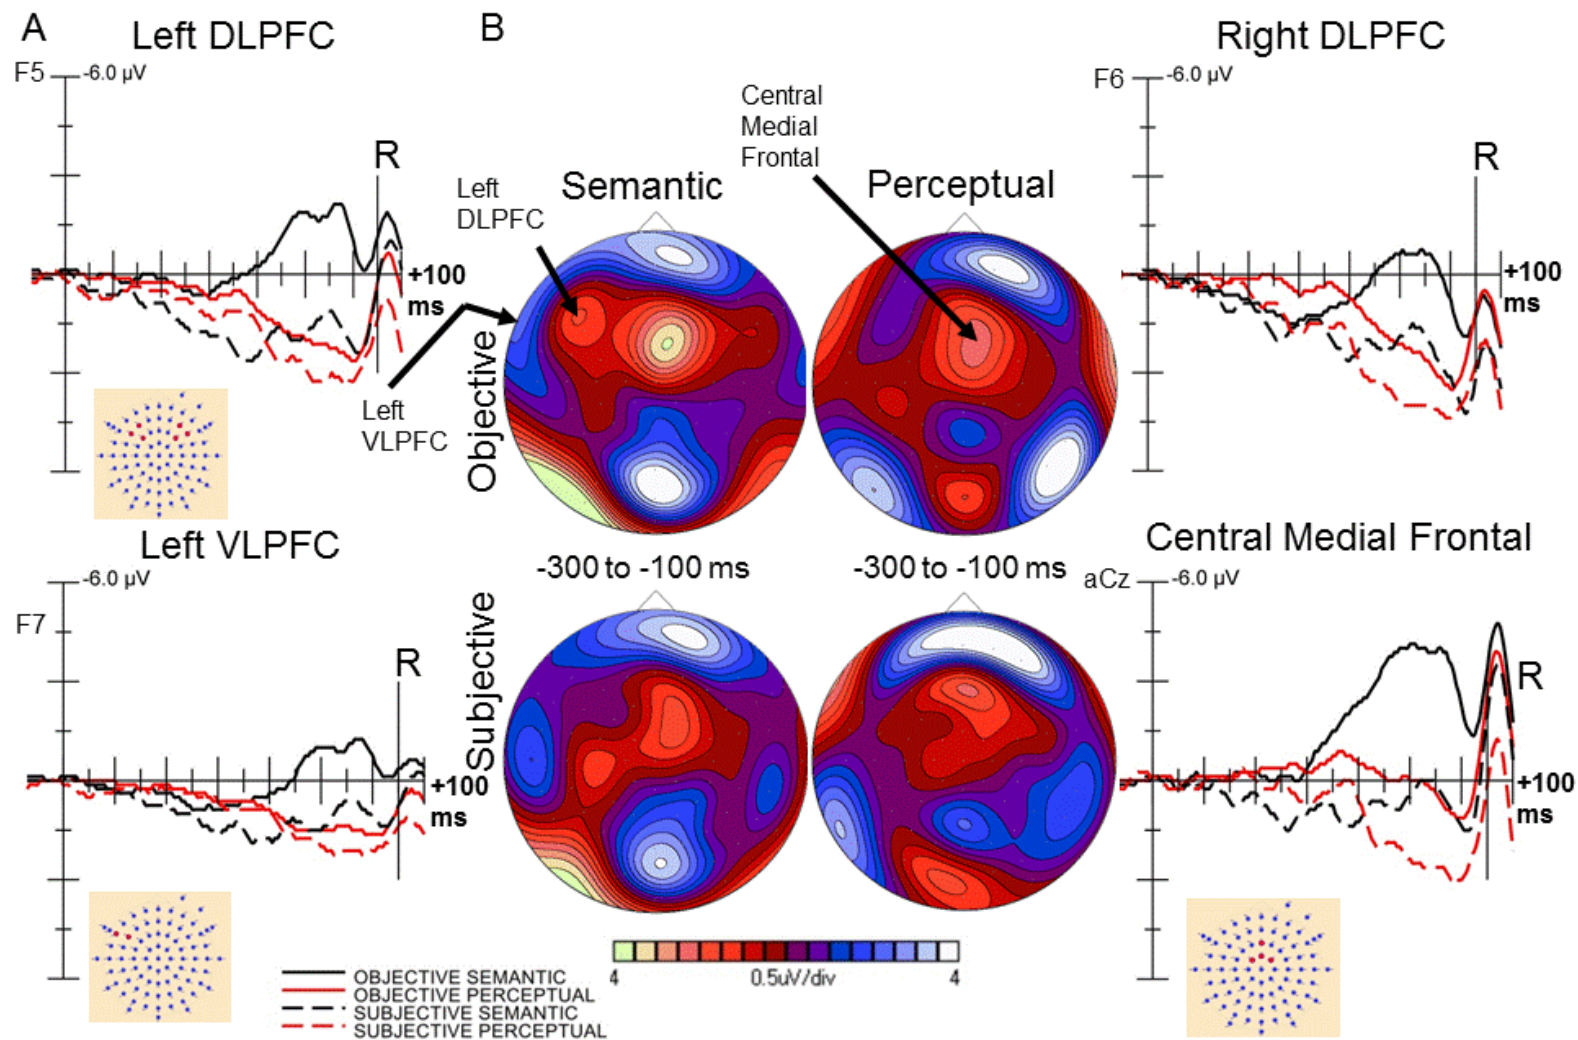 A
Left DLPFC
B
Right DLPFC
F5
-6.0 µV
F6
-6.0 µV
Central
Medial
Frontal
R
R
Left
DLPFC
Semantic
Perceptual
+100
ms
+100
ms
Objective
Left
VLPFC
Left VLPFC
Central Medial Frontal
-300 to -100 ms
-300 to -100 ms
-6.0 µV
aCz
-6.0 µV
F7
Subjective
R
R
+100
ms
+100
ms
4
0.5uV/div
4
OBJECTIVE SEMANTIC
OBJECTIVE PERCEPTUAL
SUBJECTIVE SEMANTIC
SUBJECTIVE PERCEPTUAL